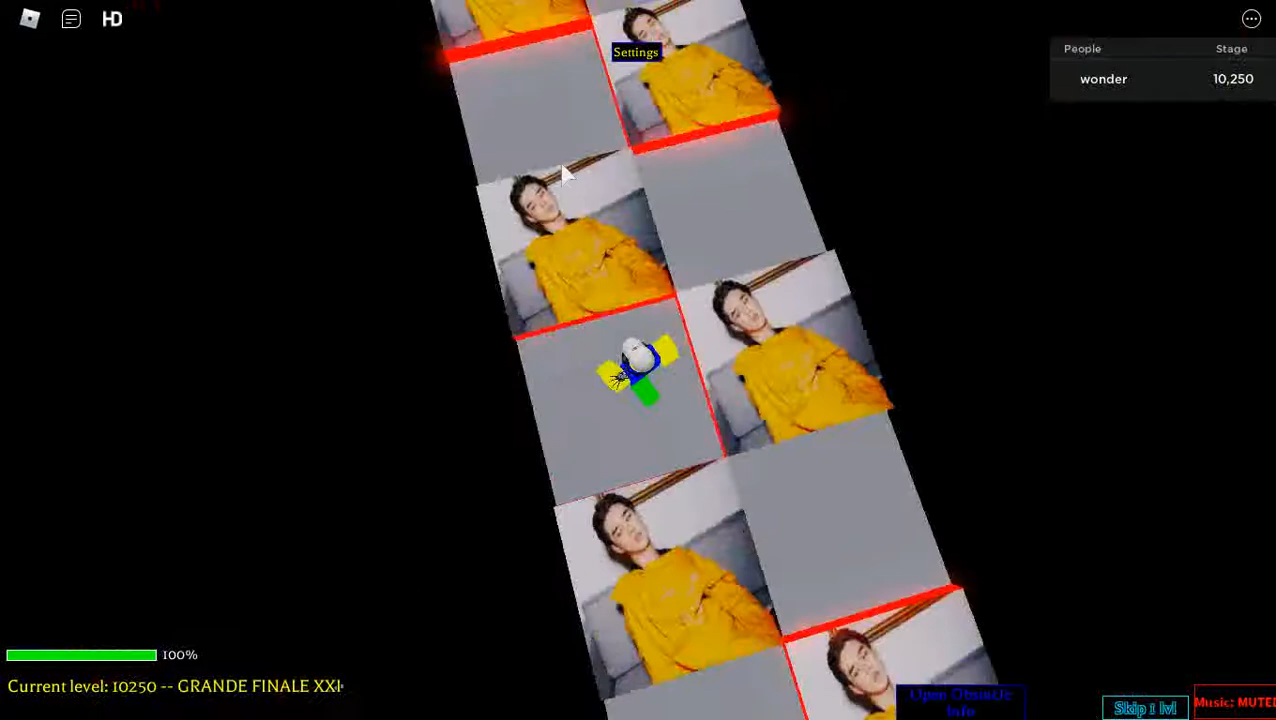 HD
Settings
People Stage
wonder 10,250
100%
Current level: 10250 -- GRANDE FINALE XXI
Open Obstacle
Info
Skip 1 lvl
Music: MUTED